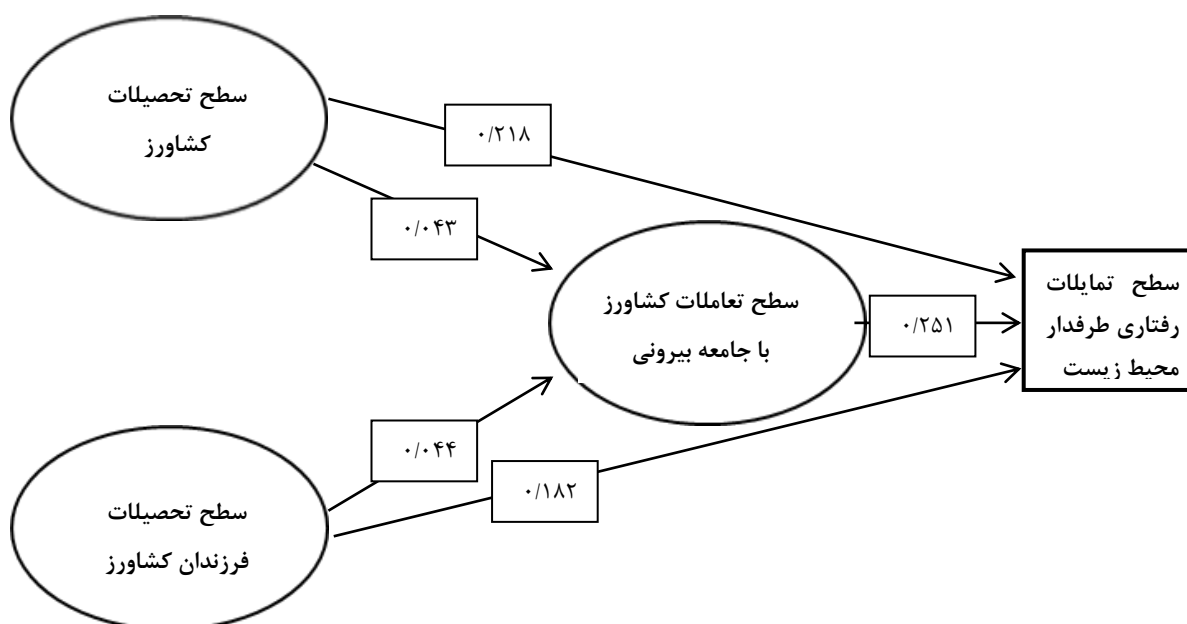 سطح تحصیلات
کشاورز
۰/۲۱۸
۰/۰۴۳
سطح تعاملات کشاورز
با جامعه بیرونی
۰/۲۵۱
سطح تمایلات
رفتاری طرفدار
محیط زیست
۰/۰۴۴
۰/۱۸۲
سطح تحصیلات
فرزندان کشاورز